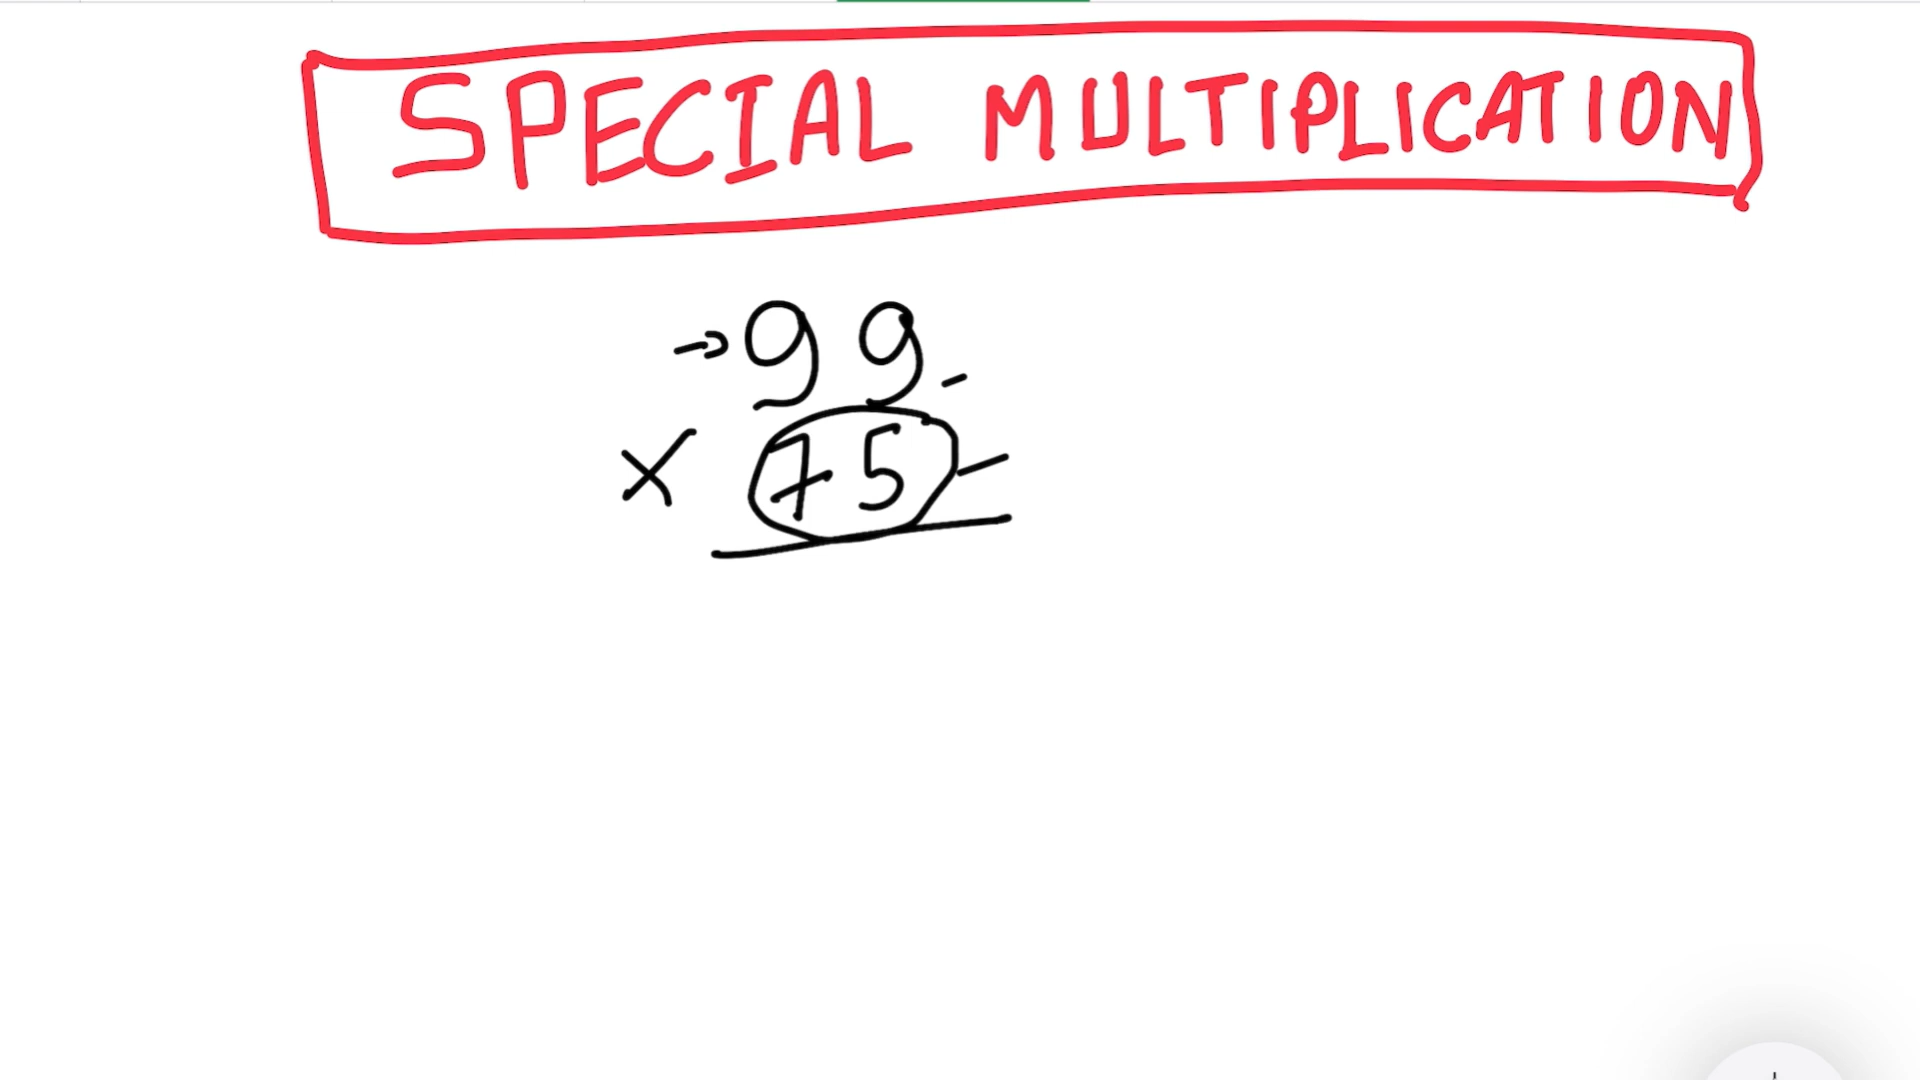 SPECIAL MULTIPLICATION
→ 99
× 75